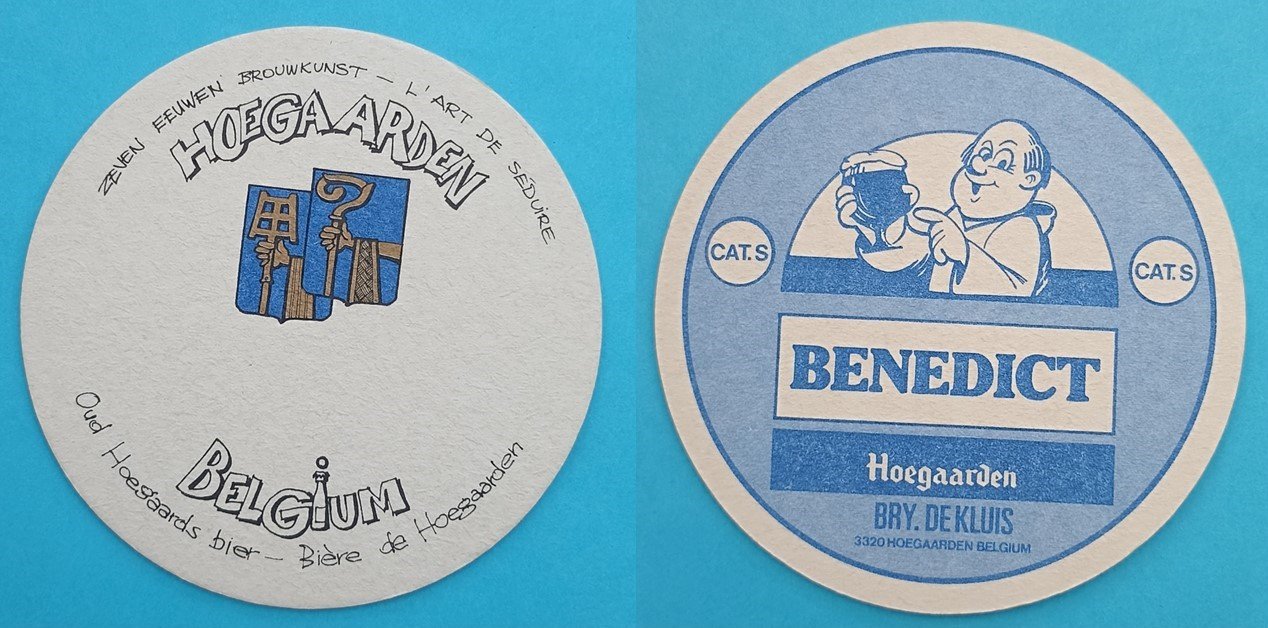 ZEVEN EEUWEN BROUWKUNST – L'ART DE SÉDUIRE
HOEGAARDEN
BELGIUM
Oud Hoegaards bier – Bière de Hoegaarden
CAT. S
CAT. S
BENEDICT
Hoegaarden
BRY. DE KLUIS
3320 HOEGAARDEN BELGIUM